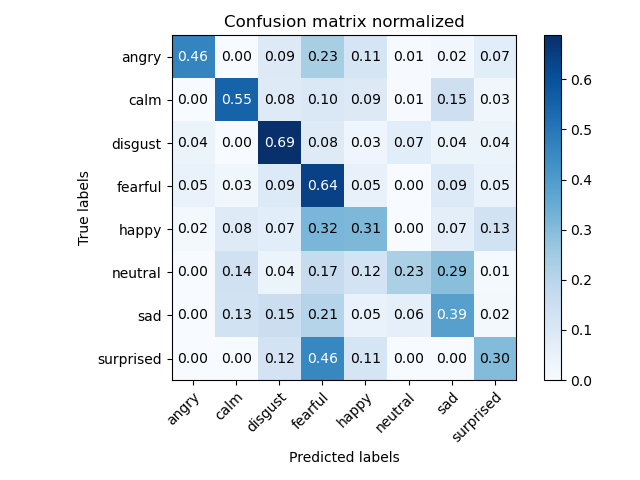 Confusion matrix normalized
True labels
angry 0.46 0.00 0.09 0.23 0.11 0.01 0.02 0.07
calm 0.00 0.55 0.08 0.10 0.09 0.01 0.15 0.03
disgust 0.04 0.00 0.69 0.08 0.03 0.07 0.04 0.04
fearful 0.05 0.03 0.09 0.64 0.05 0.00 0.09 0.05
happy 0.02 0.08 0.07 0.32 0.31 0.00 0.07 0.13
neutral 0.00 0.14 0.04 0.17 0.12 0.23 0.29 0.01
sad 0.00 0.13 0.15 0.21 0.05 0.06 0.39 0.02
surprised 0.00 0.00 0.12 0.46 0.11 0.00 0.00 0.30
angry calm disgust fearful happy neutral sad surprised
Predicted labels
0.6
0.5
0.4
0.3
0.2
0.1
0.0